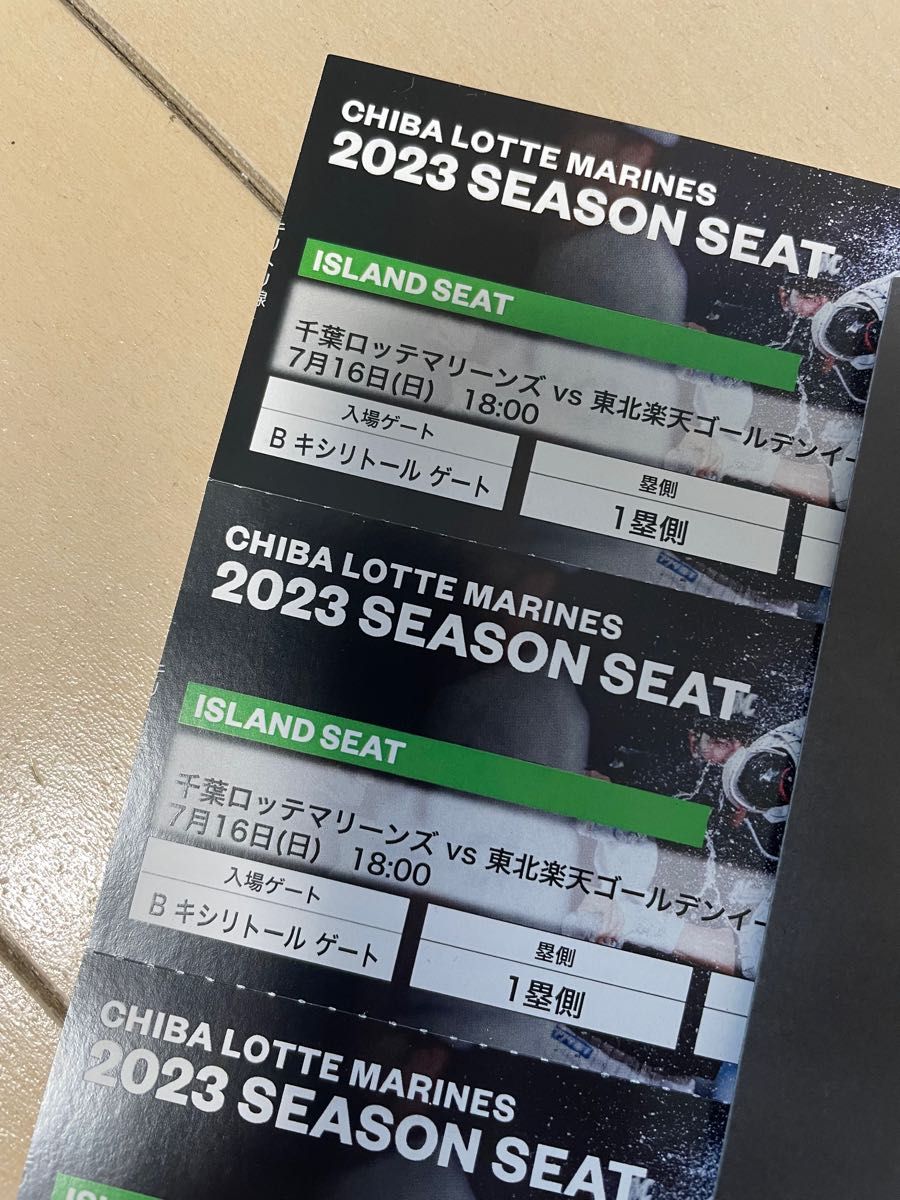 CHIBA LOTTE MARINES
2023 SEASON SEAT
ISLAND SEAT
千葉ロッテマリーンズ vs 東北楽天ゴールデンイー
7月16日(日) 18:00
入場ゲート
B キシリトール ゲート
塁側
1塁側
CHIBA LOTTE MARINES
2023 SEASON SEAT
ISLAND SEAT
千葉ロッテマリーンズ vs 東北楽天ゴールデンイー
7月16日(日) 18:00
入場ゲート
B キシリトール ゲート
塁側
1塁側
CHIBA LOTTE MARINES
2023 SEASON SEAT